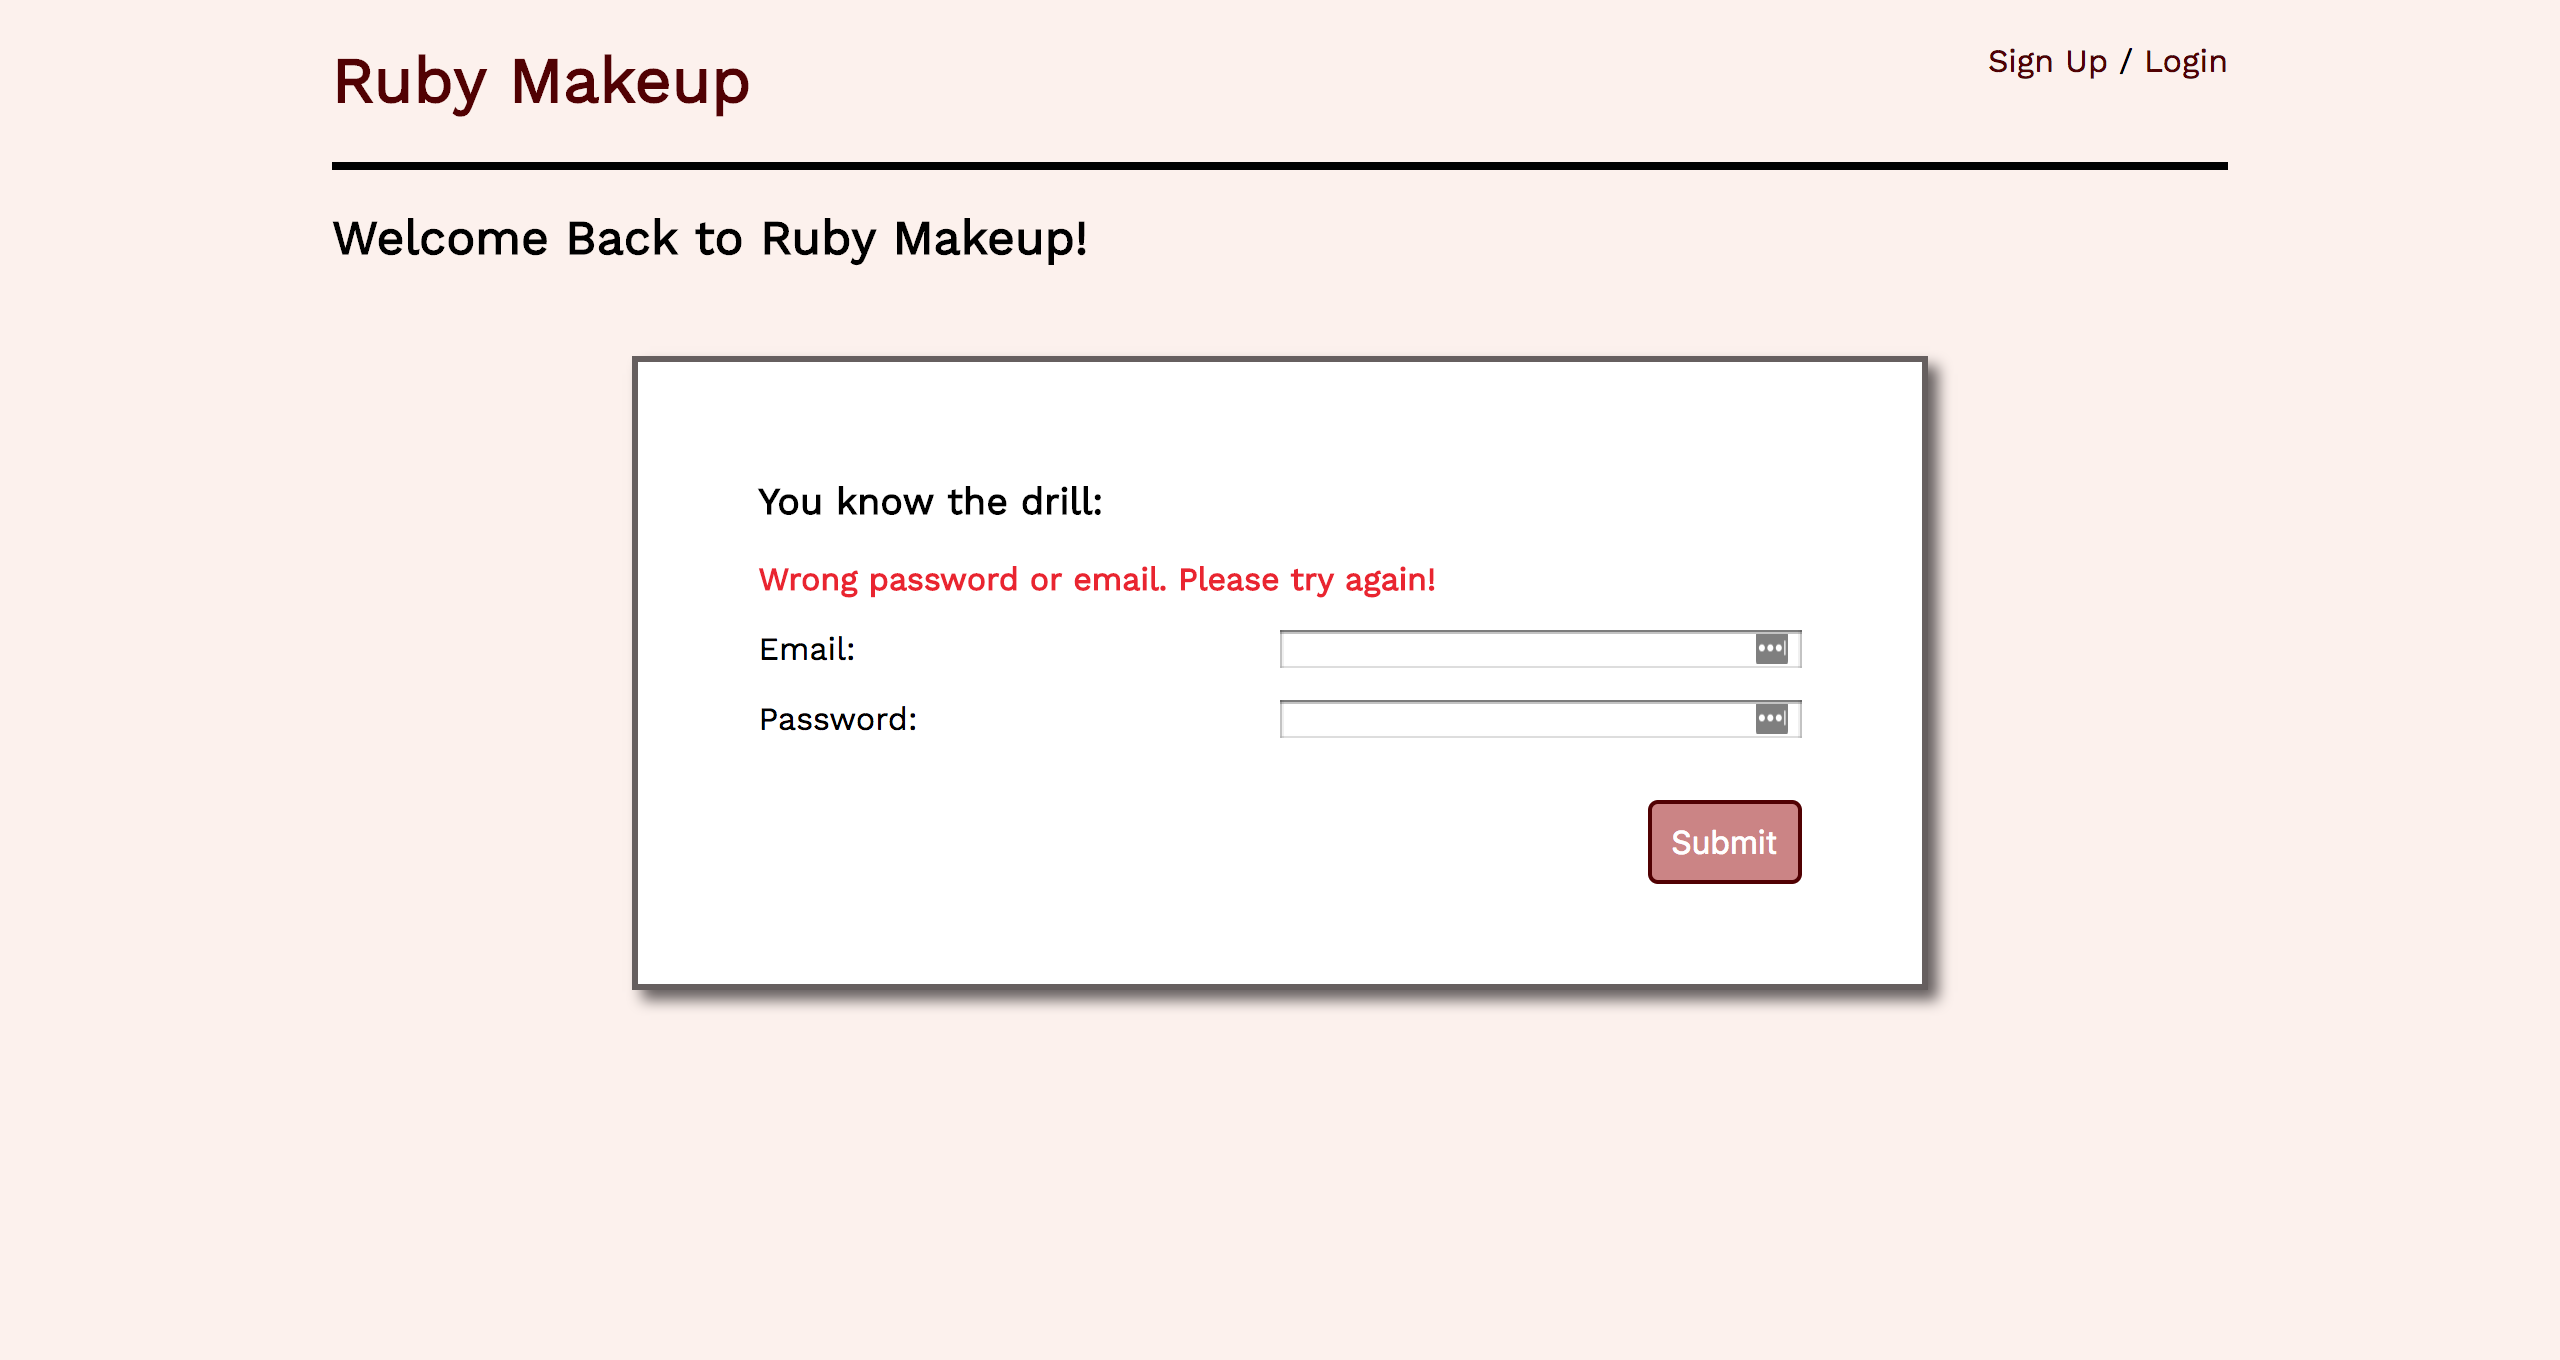 Ruby Makeup
Sign Up / Login
Welcome Back to Ruby Makeup!
You know the drill:
Wrong password or email. Please try again!
Email:
Password:
Submit